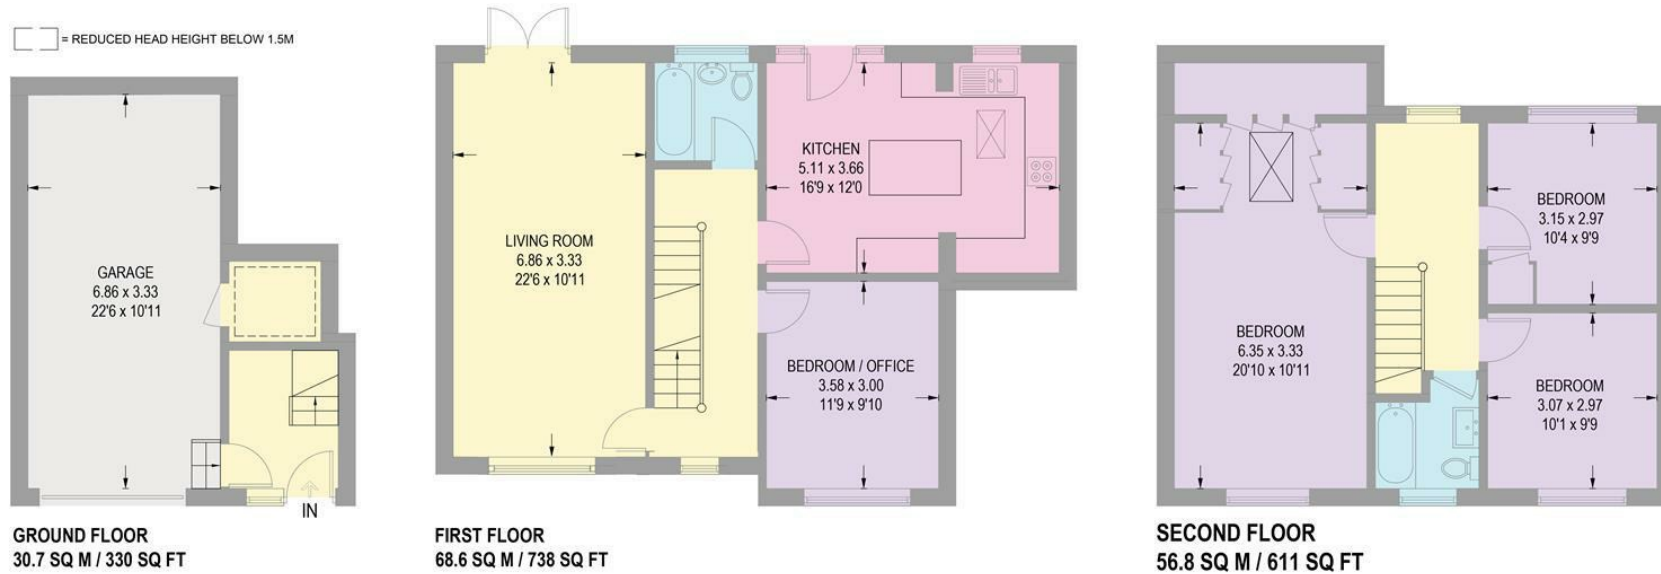 = REDUCED HEAD HEIGHT BELOW 1.5M
GARAGE
6.86 x 3.33
22'6 x 10'11
IN
GROUND FLOOR
30.7 SQ M / 330 SQ FT
LIVING ROOM
6.86 x 3.33
22'6 x 10'11
KITCHEN
5.11 x 3.66
16'9 x 12'0
BEDROOM / OFFICE
3.58 x 3.00
11'9 x 9'10
FIRST FLOOR
68.6 SQ M / 738 SQ FT
BEDROOM
6.35 x 3.33
20'10 x 10'11
BEDROOM
3.15 x 2.97
10'4 x 9'9
BEDROOM
3.07 x 2.97
10'1 x 9'9
SECOND FLOOR
56.8 SQ M / 611 SQ FT